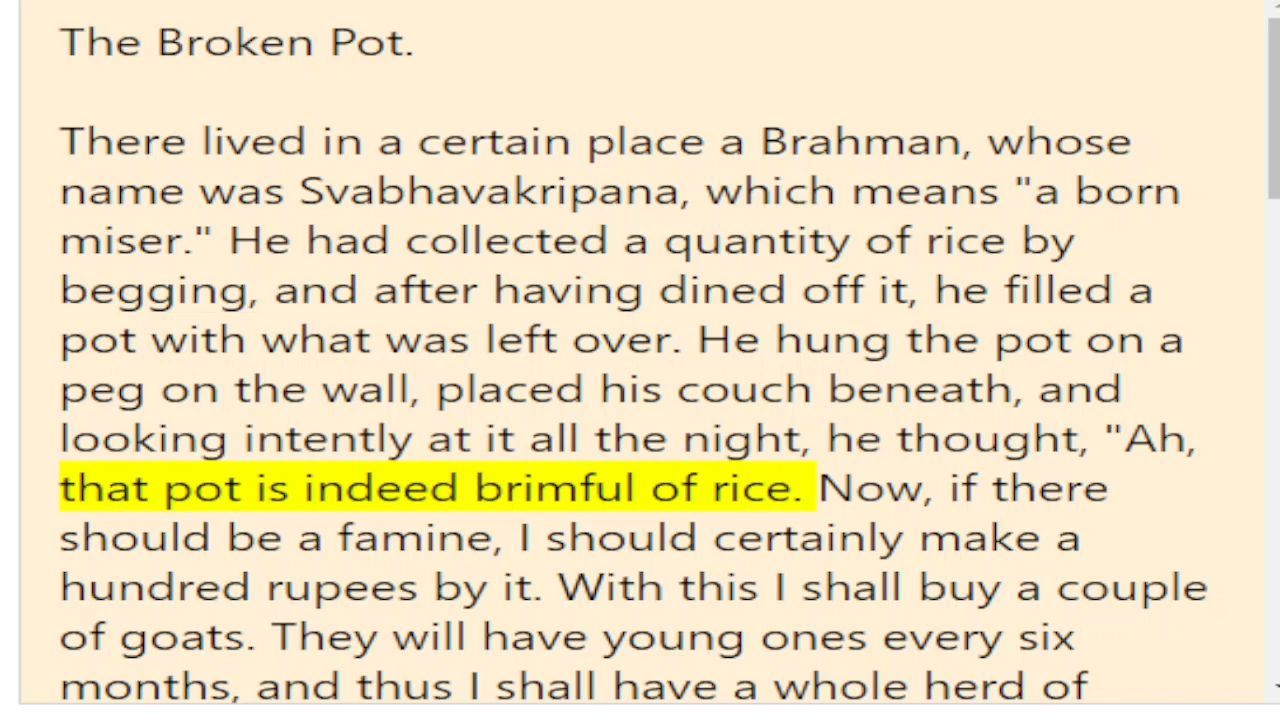 The Broken Pot.
There lived in a certain place a Brahman, whose
name was Svabhavakripana, which means "a born
miser." He had collected a quantity of rice by
begging, and after having dined off it, he filled a
pot with what was left over. He hung the pot on a
peg on the wall, placed his couch beneath, and
looking intently at it all the night, he thought, "Ah,
that pot is indeed brimful of rice. Now, if there
should be a famine, I should certainly make a
hundred rupees by it. With this I shall buy a couple
of goats. They will have young ones every six
months, and thus I shall have a whole herd of